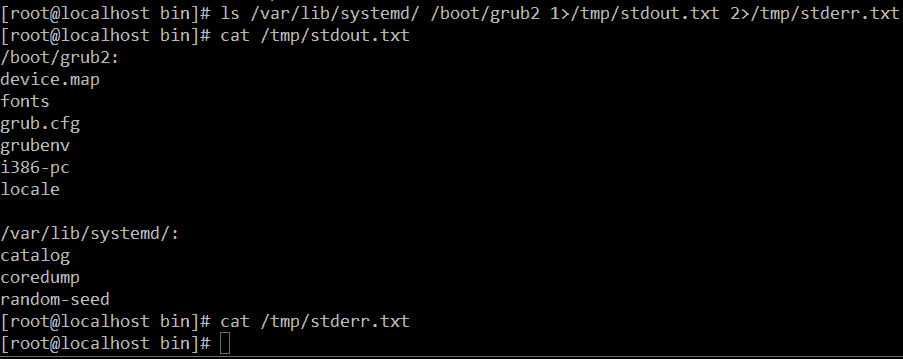 [root@localhost bin]# ls /var/lib/systemd/ /boot/grub2 1>/tmp/stdout.txt 2>/tmp/stderr.txt
[root@localhost bin]# cat /tmp/stdout.txt
/boot/grub2:
device.map
fonts
grub.cfg
grubenv
i386-pc
locale

/var/lib/systemd/:
catalog
coredump
random-seed
[root@localhost bin]# cat /tmp/stderr.txt
[root@localhost bin]#